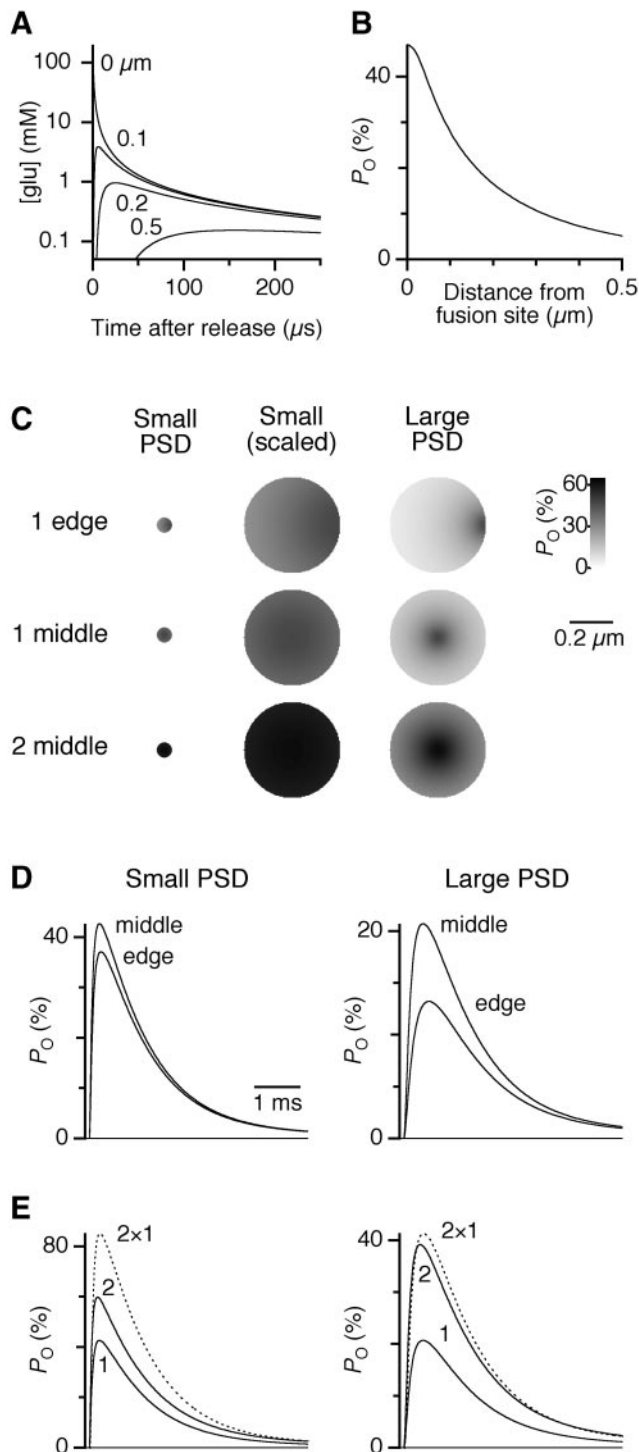 A
B
100
10
1
0.1
[glu] (mM)
0 μm
0.1
0.2
0.5
0
100
200
Time after release (μs)
40
0
P_O (%)
0
0.5
Distance from
fusion site (μm)
C
Small
PSD
Small
(scaled)
Large
PSD
1 edge
1 middle
2 middle
60
30
0
P_O (%)
0.2 μm
D
Small PSD
Large PSD
40
0
P_O (%)
middle
edge
1 ms
20
0
P_O (%)
middle
edge
E
80
0
P_O (%)
2×1
2
1
40
0
P_O (%)
2×1
2
1